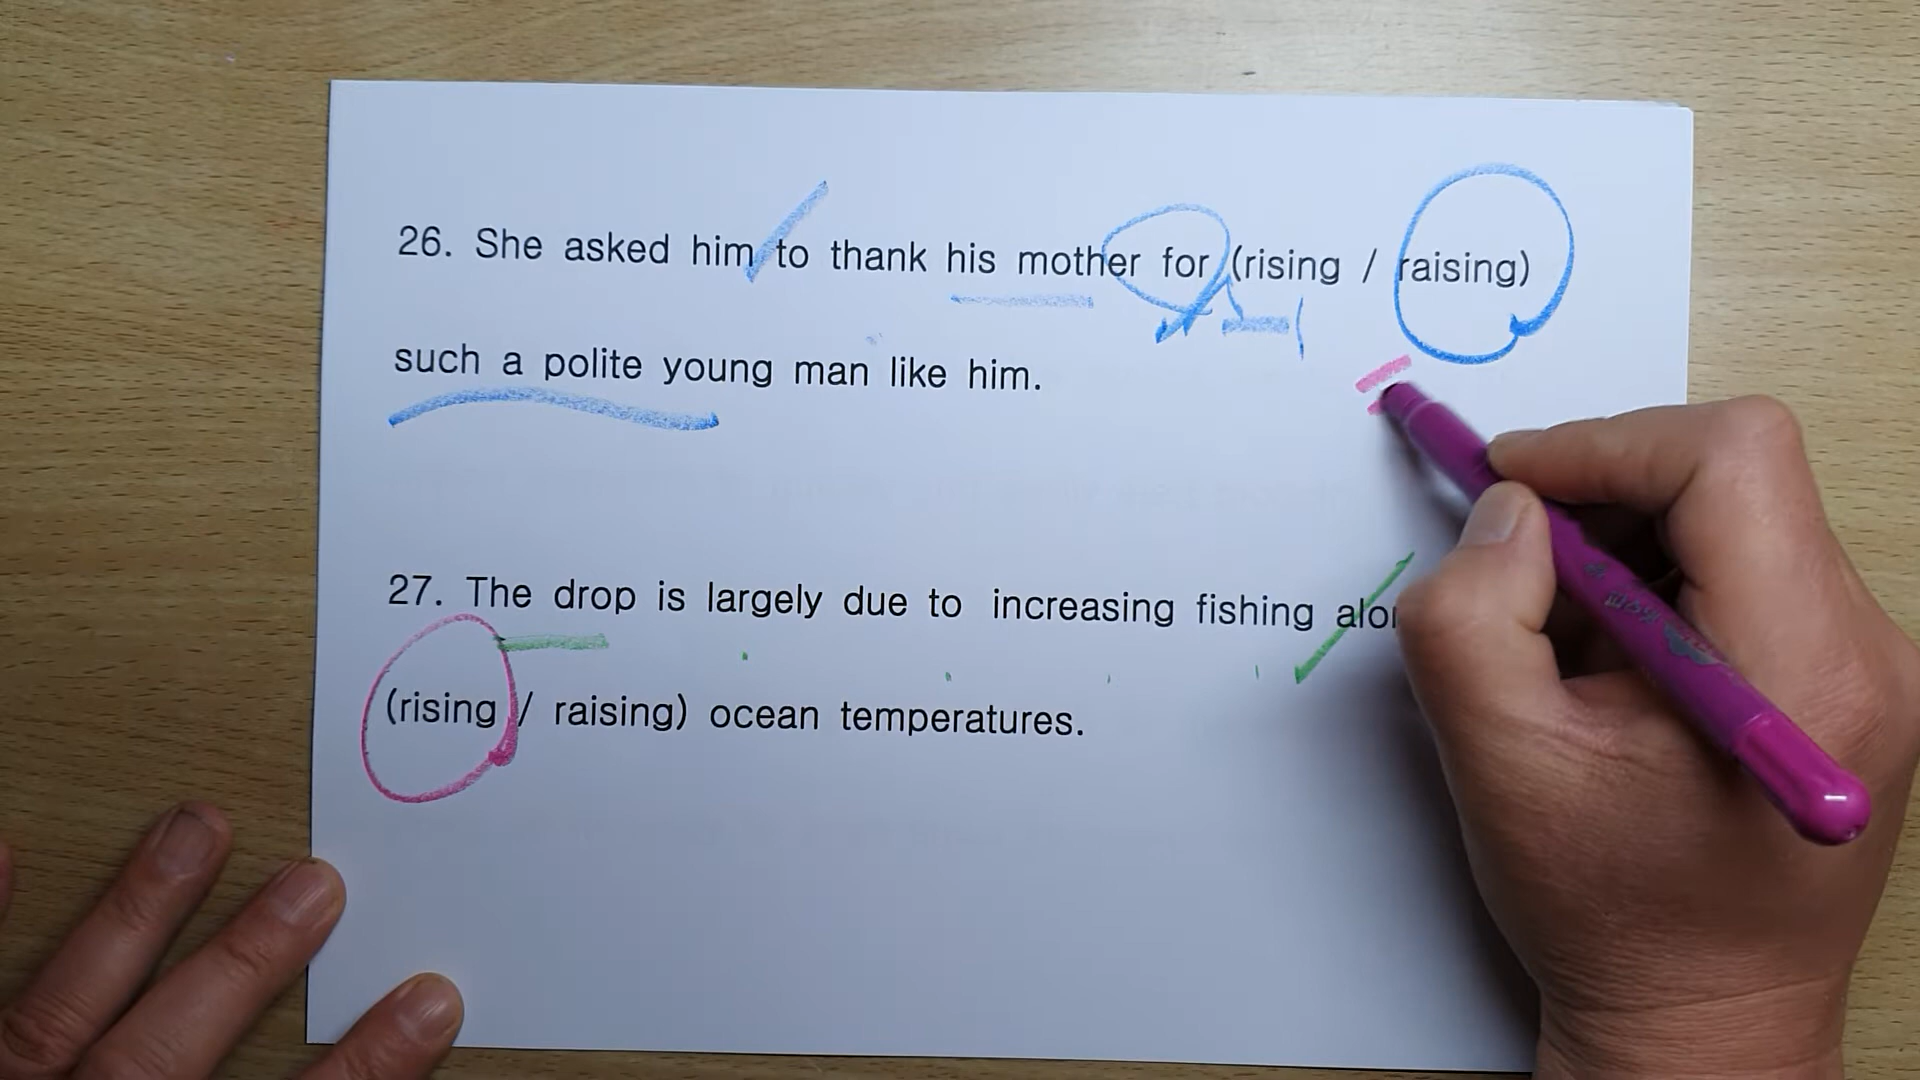 26. She asked him to thank his mother for (rising / raising)
such a polite young man like him.
27. The drop is largely due to increasing fishing
(rising / raising) ocean temperatures.